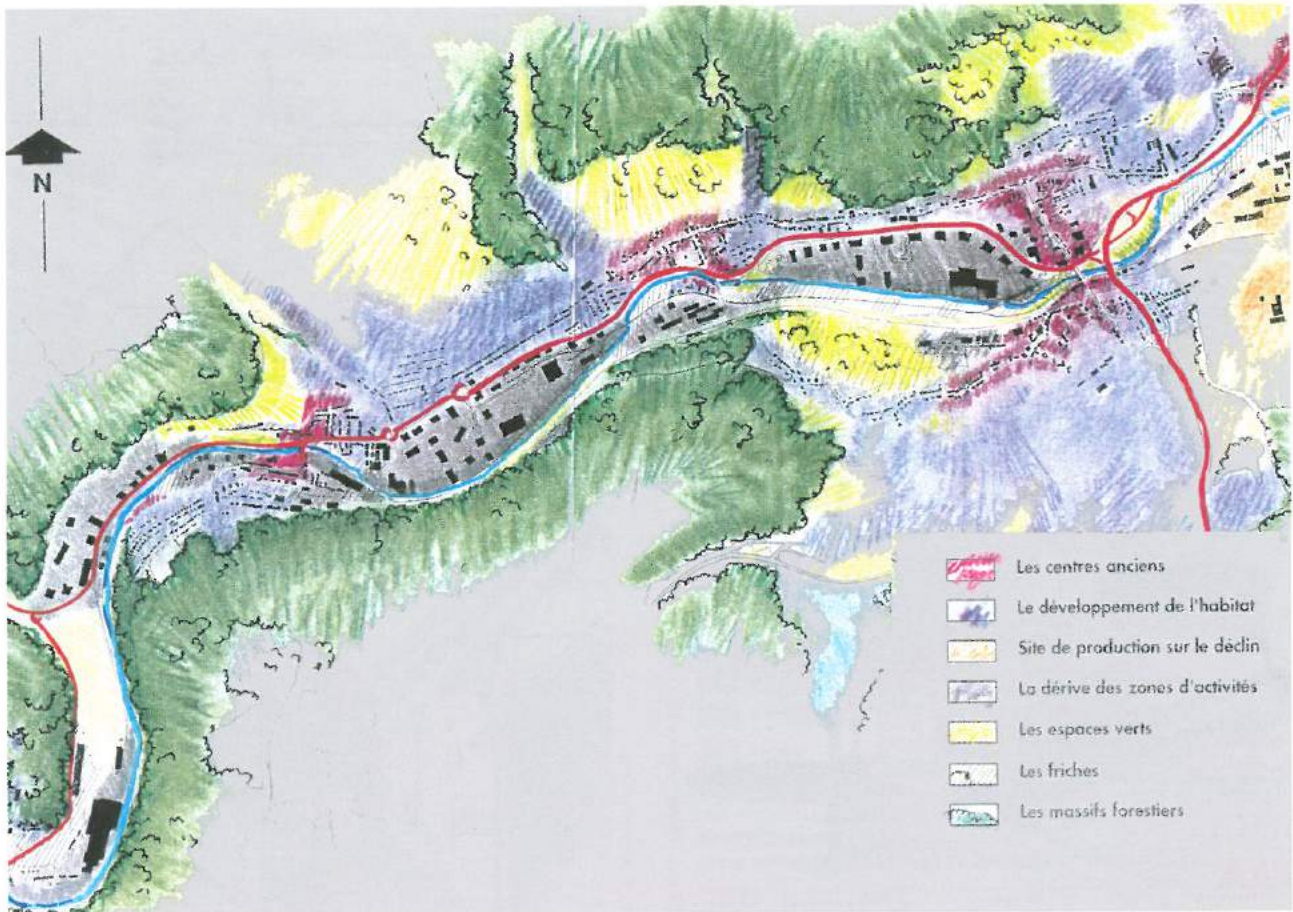 N
Les centres anciens
Le développement de l'habitat
Site de production sur le déclin
La dérive des zones d'activités
Les espaces verts
Les friches
Les massifs forestiers